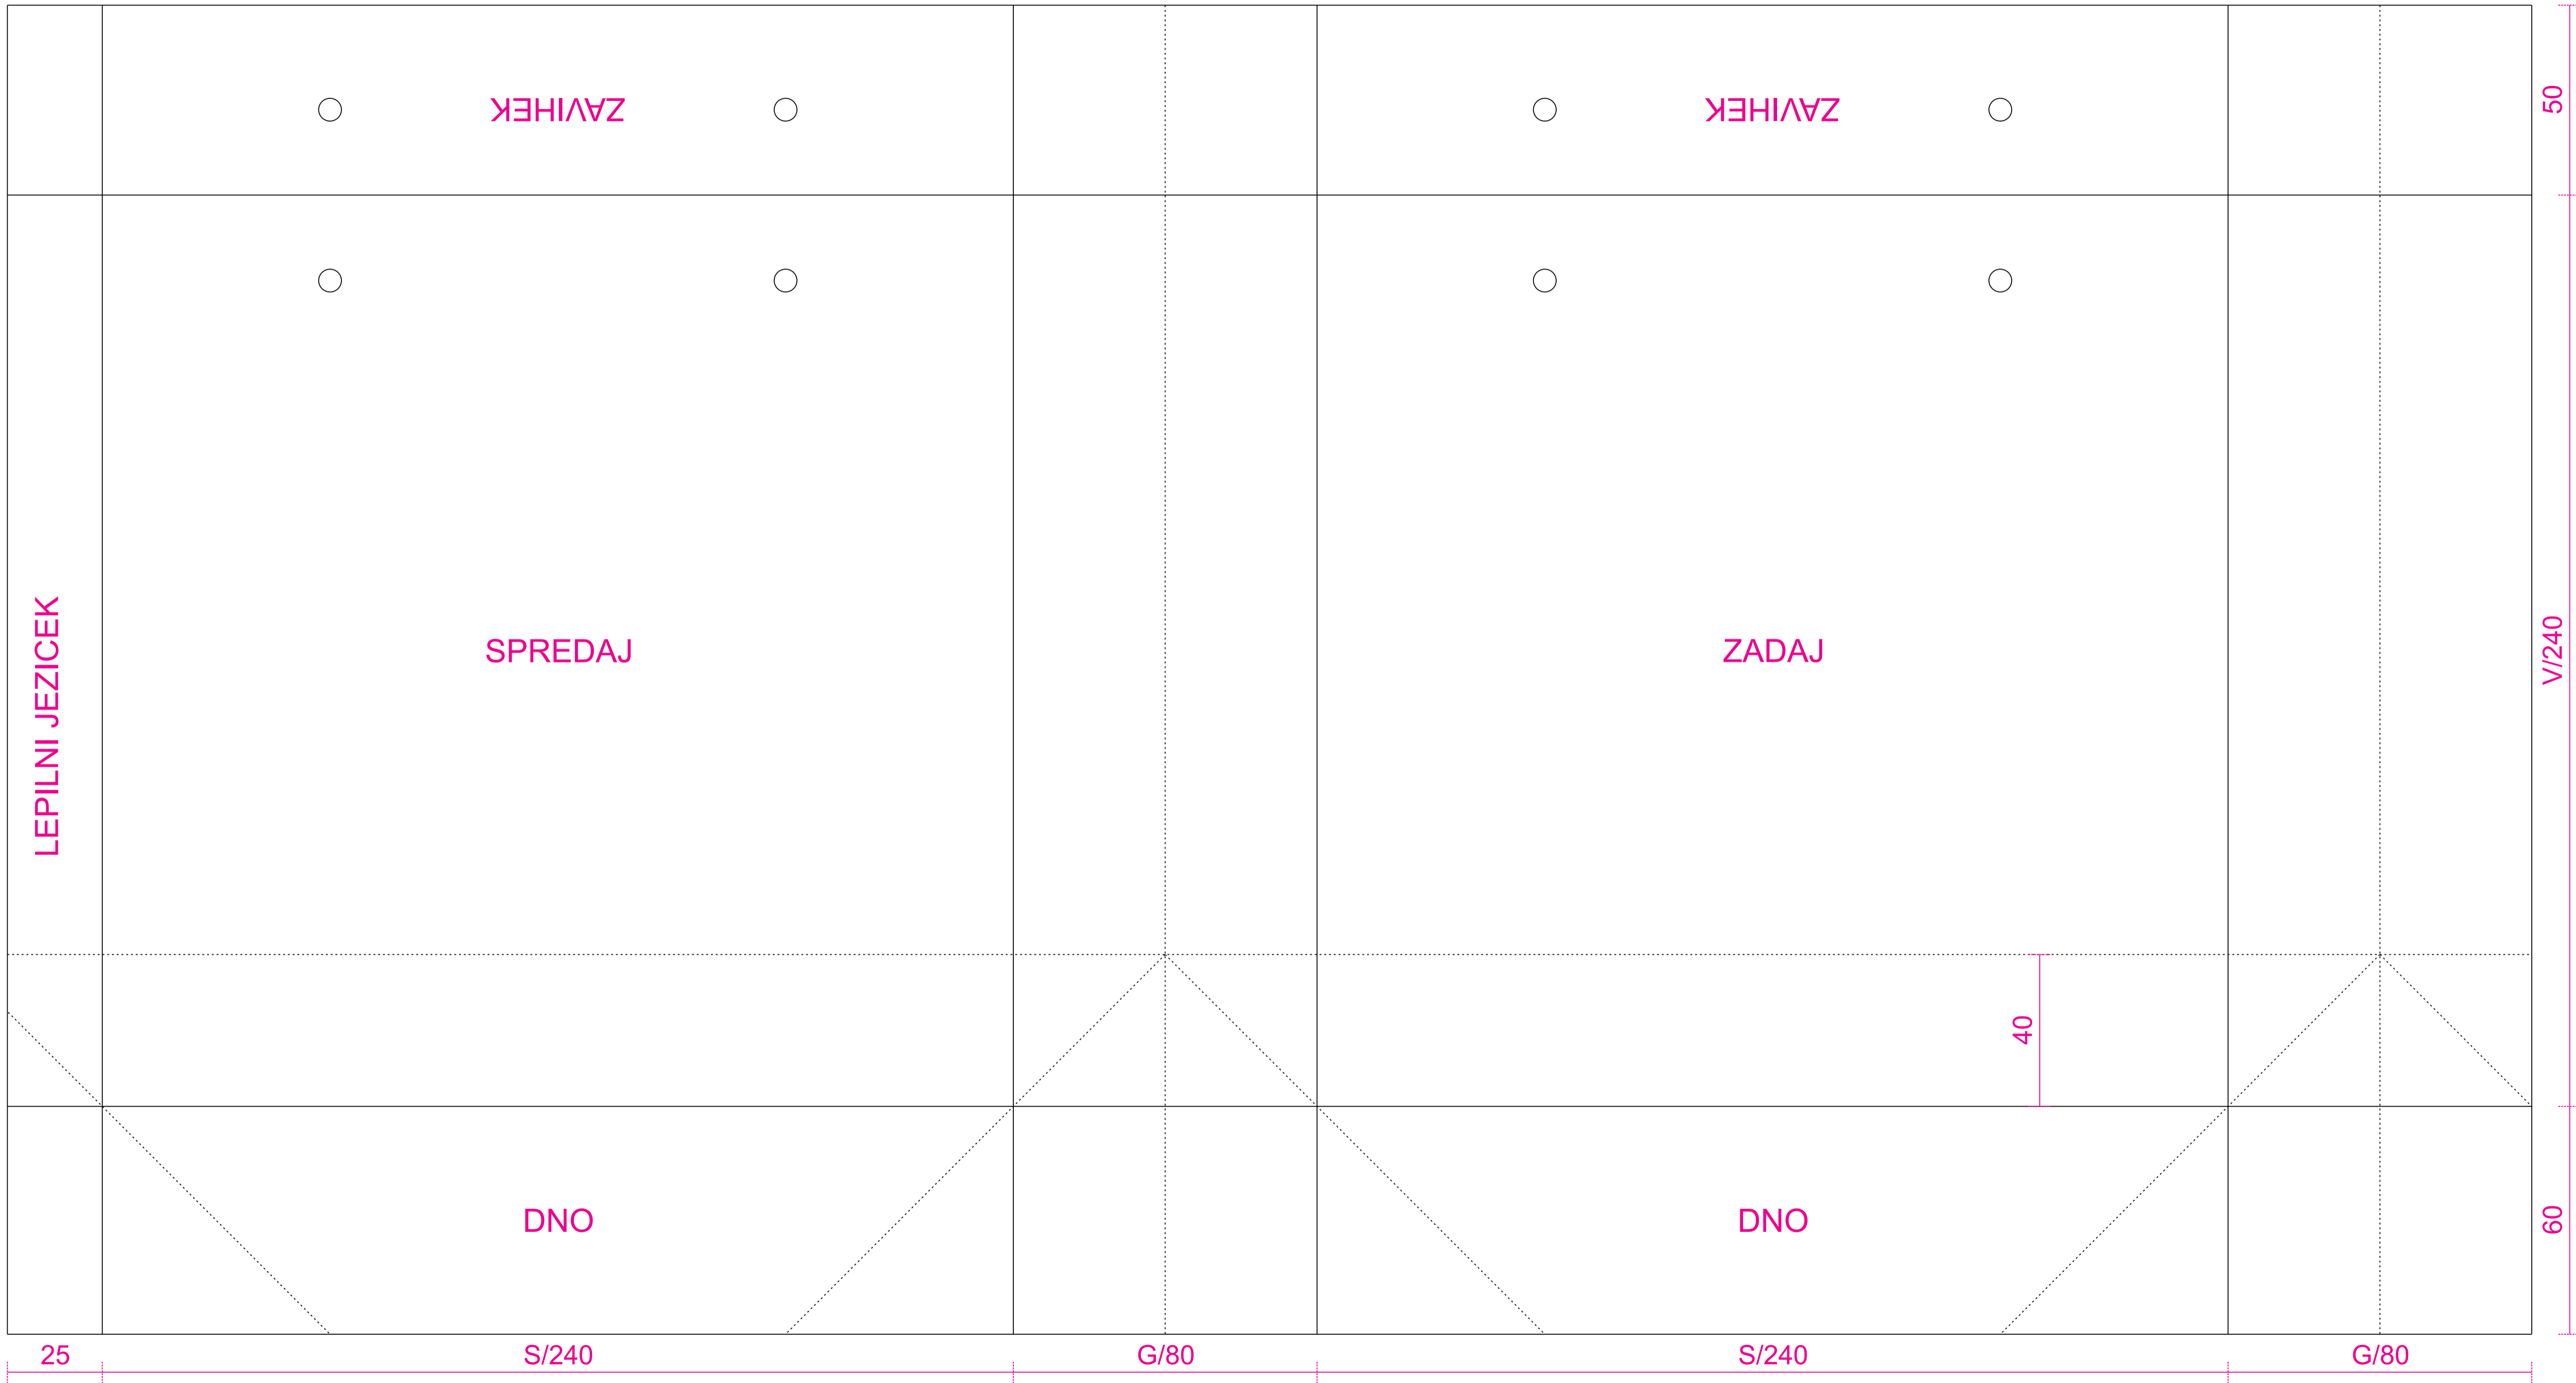 ZAVIHEK
ZAVIHEK
50
LEPILNI JEZICEK
SPREDAJ
ZADAJ
V/240
40
DNO
DNO
60
25
S/240
G/80
S/240
G/80